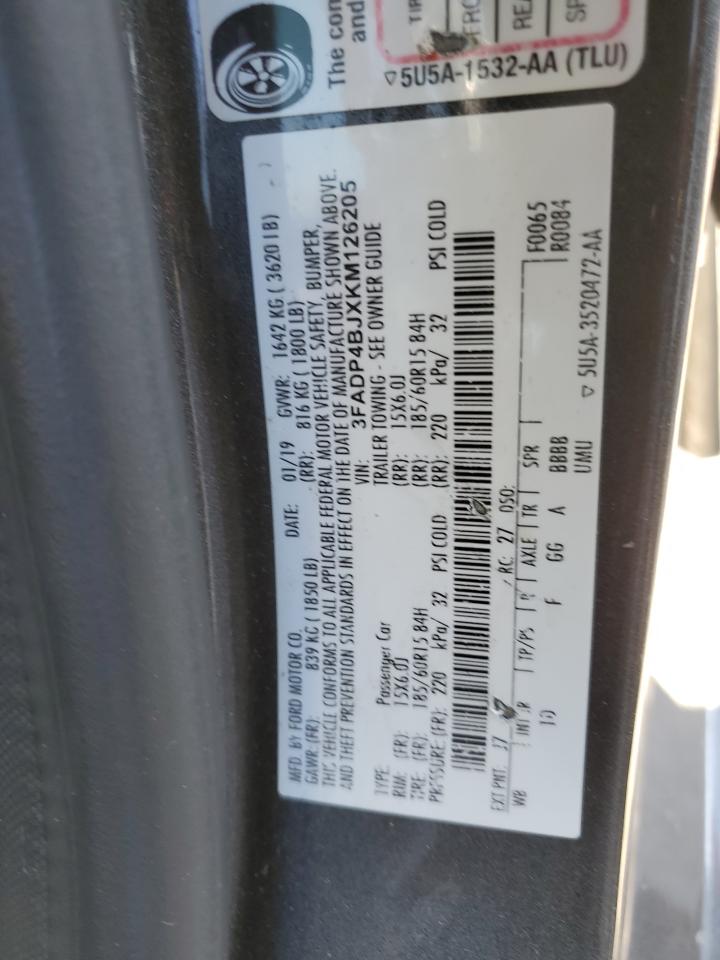 The con
and
TIR
FRO
REA
SP
▽5U5A-1532-AA (TLU)
MFD. BY FORD MOTOR CO. DATE: 01/19 GVWR: 1642 KG ( 3620 LB)
GAWR (FR): 839 KG ( 1850 LB) (RR): 816 KG ( 1800 LB)
THIS VEHICLE CONFORMS TO ALL APPLICABLE FEDERAL MOTOR VEHICLE SAFETY, BUMPER,
AND THEFT PREVENTION STANDARDS IN EFFECT ON THE DATE OF MANUFACTURE SHOWN ABOVE.
VIN: 3FADP4BJXKM126205
TYPE: Passenger Car TRAILER TOWING - SEE OWNER GUIDE
RIM: (FR): 15X6.0J (RR): 15X6.0J
TIRE (FR): 185/60R15 84H (RR): 185/60R15 84H
PRESSURE (FR): 220 kPa/ 32 PSI COLD (RR): 220 kPa/ 32 PSI COLD
EXT PNT: J7 / RC: 27 DSO: F0065
WB INT TR TP/PS AXLE TR SPR R0084
F GG A BBBB
UMU
▽ 5U5A-3520472-AA